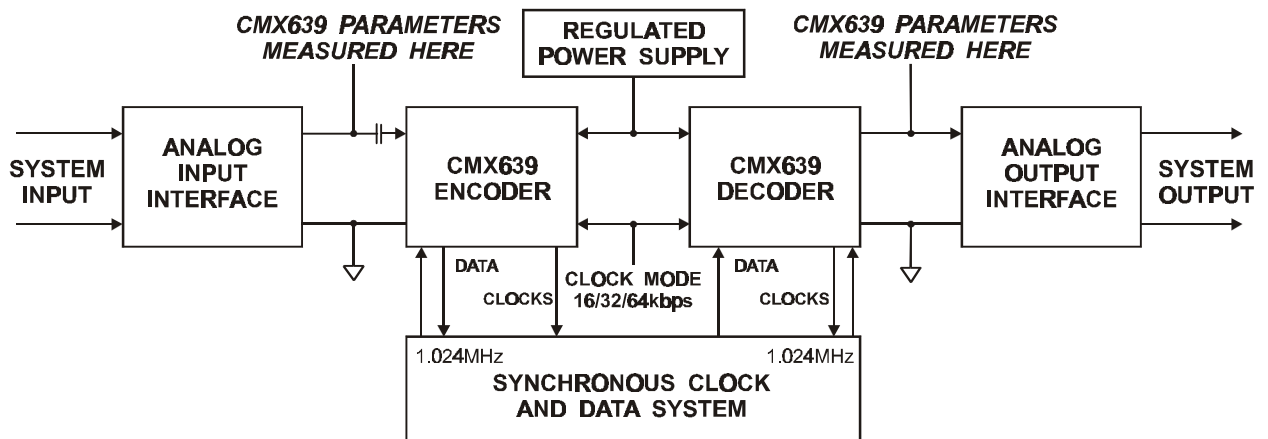 CMX639 PARAMETERS
MEASURED HERE
REGULATED
POWER SUPPLY
CMX639 PARAMETERS
MEASURED HERE
SYSTEM
INPUT
ANALOG
INPUT
INTERFACE
CMX639
ENCODER
CMX639
DECODER
ANALOG
OUTPUT
INTERFACE
SYSTEM
OUTPUT
DATA
CLOCKS
CLOCK MODE
16/32/64kbps
DATA
CLOCKS
1.024MHz
1.024MHz
SYNCHRONOUS CLOCK
AND DATA SYSTEM